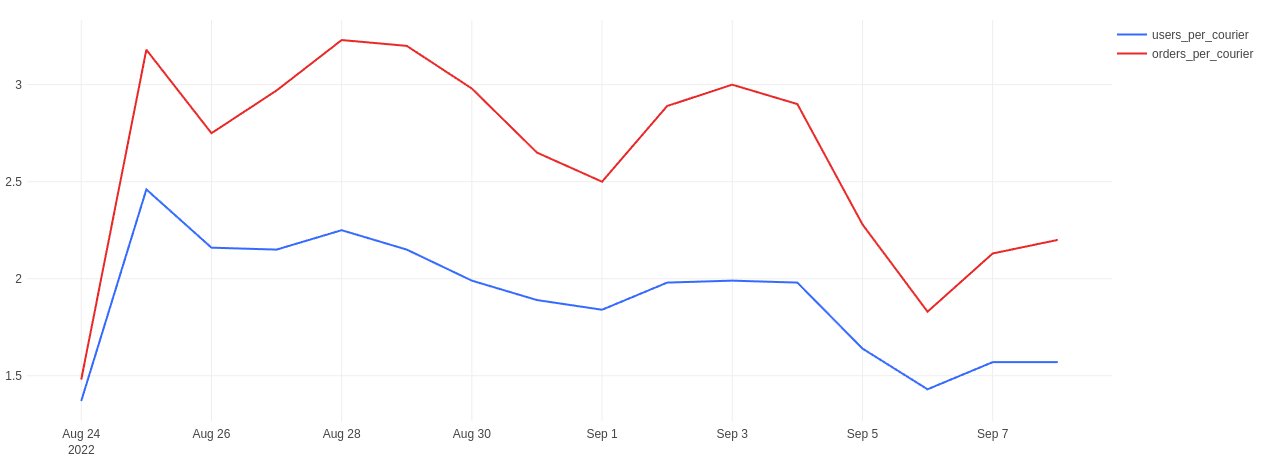 users_per_courier
orders_per_courier
3
2.5
2
1.5
Aug 24 Aug 26 Aug 28 Aug 30 Sep 1 Sep 3 Sep 5 Sep 7
2022